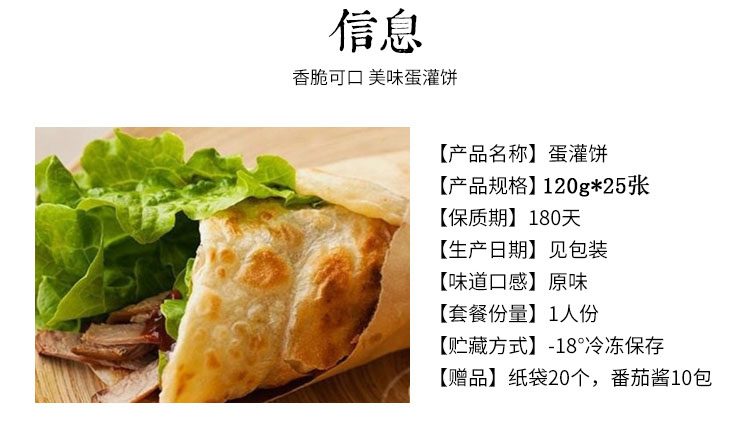 信息
香脆可口 美味蛋灌饼
【产品名称】蛋灌饼
【产品规格】120g*25张
【保质期】180天
【生产日期】见包装
【味道口感】原味
【套餐份量】1人份
【贮藏方式】-18°冷冻保存
【赠品】纸袋20个，番茄酱10包